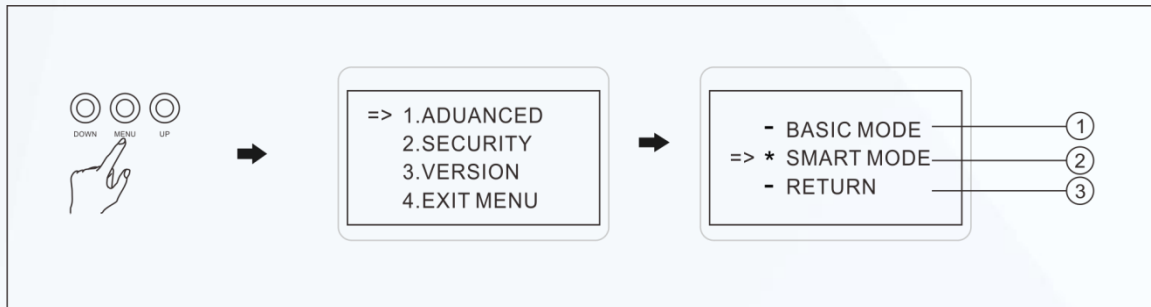 DOWN MENU UP
=> 1.ADUANCED
2.SECURITY
3.VERSION
4.EXIT MENU
- BASIC MODE ①
=> * SMART MODE ②
- RETURN ③